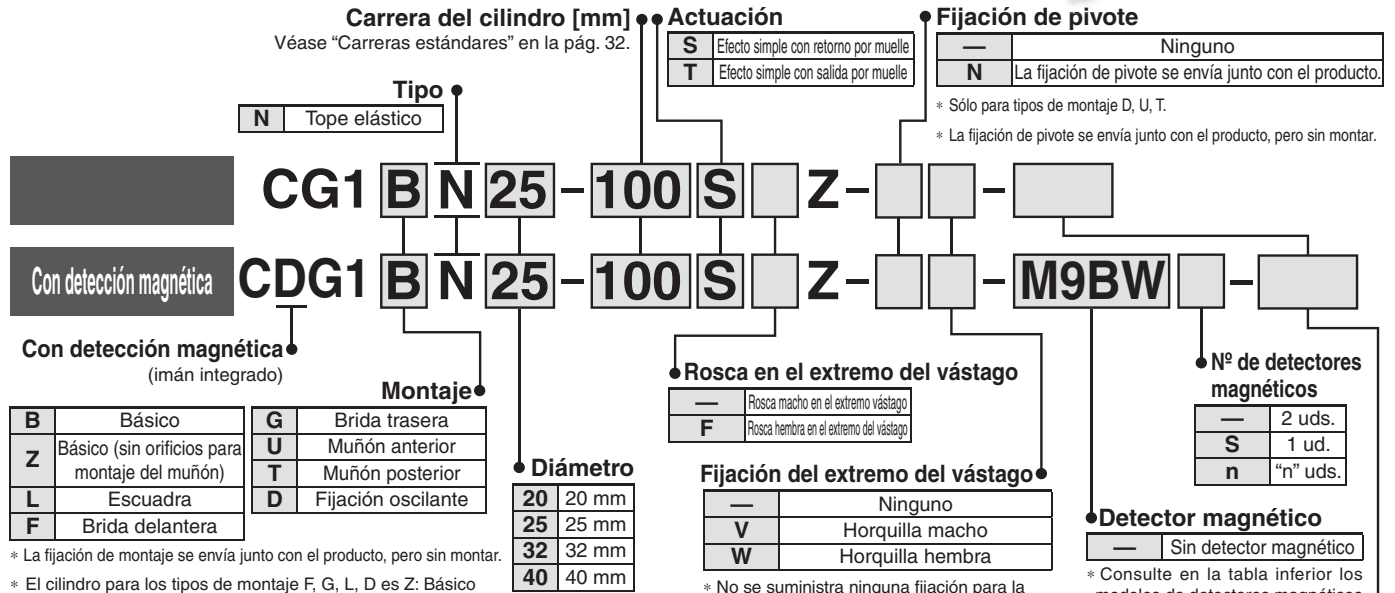 Carrera del cilindro [mm]
Véase "Carreras estándares" en la pág. 32.
Actuación
S Efecto simple con retorno por muelle
T Efecto simple con salida por muelle
Fijación de pivote
— Ninguno
N La fijación de pivote se envía junto con el producto.
* Sólo para tipos de montaje D, U, T.
* La fijación de pivote se envía junto con el producto, pero sin montar.
Tipo
N Tope elástico
CG1 B N 25 - 100 S Z - -
Con detección magnética CDG1 B N 25 - 100 S Z - - M9BW -
Con detección magnética
(imán integrado)
Montaje
B Básico
Z Básico (sin orificios para
montaje del muñón)
L Escuadra
F Brida delantera
G Brida trasera
U Muñón anterior
T Muñón posterior
D Fijación oscilante
* La fijación de montaje se envía junto con el producto, pero sin montar.
* El cilindro para los tipos de montaje F, G, L, D es Z: Básico
Diámetro
20 20 mm
25 25 mm
32 32 mm
40 40 mm
Rosca en el extremo del vástago
— Rosca macho en el extremo vástago
F Rosca hembra en el extremo del vástago
Fijación del extremo del vástago
— Ninguno
V Horquilla macho
W Horquilla hembra
* No se suministra ninguna fijación para la
Nº de detectores
magnéticos
— 2 uds.
S 1 ud.
n "n" uds.
Detector magnético
— Sin detector magnético
* Consulte en la tabla inferior los
modelos de detectores magnéticos